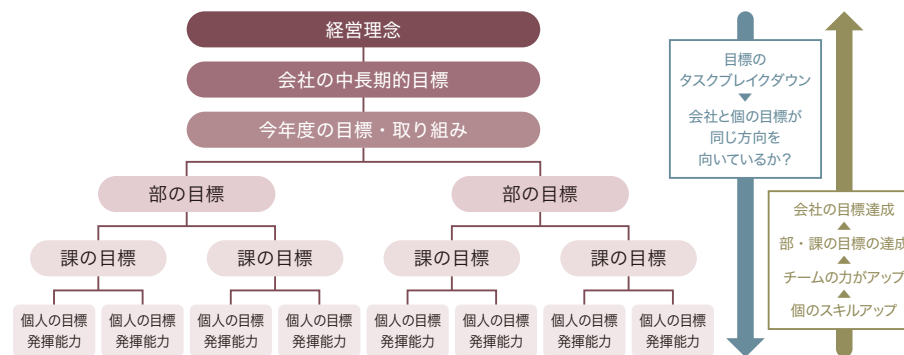 経営理念
会社の中長期的目標
今年度の目標・取り組み
部の目標
部の目標
課の目標
課の目標
課の目標
課の目標
個人の目標
発揮能力
個人の目標
発揮能力
個人の目標
発揮能力
個人の目標
発揮能力
個人の目標
発揮能力
個人の目標
発揮能力
個人の目標
発揮能力
個人の目標
発揮能力
目標の
タスクブレイクダウン
▼
会社と個の目標が
同じ方向を
向いているか？
会社の目標達成
▲
部・課の目標の達成
▲
チームの力がアップ
▲
個のスキルアップ